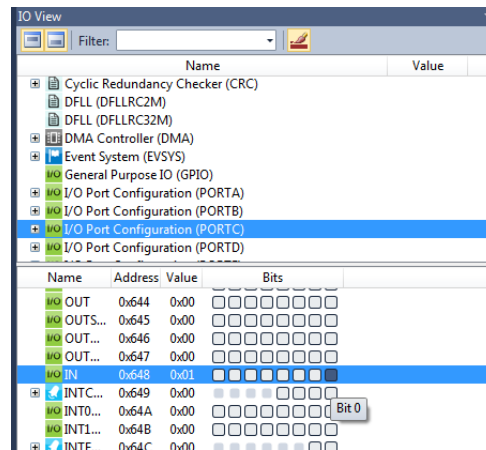 IO View
Filter:
Name Value
Cyclic Redundancy Checker (CRC)
DFLL (DFLLRC2M)
DFLL (DFLLRC32M)
DMA Controller (DMA)
Event System (EVSYS)
I/O General Purpose IO (GPIO)
I/O I/O Port Configuration (PORTA)
I/O I/O Port Configuration (PORTB)
I/O I/O Port Configuration (PORTC)
I/O I/O Port Configuration (PORTD)
Name Address Value Bits
I/O OUT 0x644 0x00
I/O OUTS... 0x645 0x00
I/O OUT... 0x646 0x00
I/O OUT... 0x647 0x00
I/O IN 0x648 0x01
INTC... 0x649 0x00
I/O INT0... 0x64A 0x00
Bit 0
I/O INT1... 0x64B 0x00
0x64C 0x00